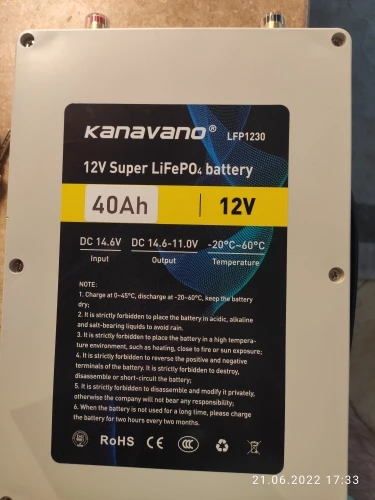 KANAVANO® LFP1230
12V Super LiFePO4 battery
40Ah | 12V
DC 14.6V DC 14.6-11.0V -20°C~60°C
Input Output Temperature
NOTE:
1. Charge at 0~45°C, discharge at -20~60°C, keep the battery
dry;
2. It is strictly forbidden to place the battery in acidic, alkaline
and salt-bearing liquids to avoid rain.
3. It is strictly forbidden to place the battery in a high tempera-
ture environment, such as heating, close to fire or sun exposure;
4. It is strictly forbidden to reverse the positive and negative
terminals of the battery. It is strictly forbidden to destroy,
disassemble or short-circuit the battery;
5. It is strictly forbidden to disassemble and modify it privately,
otherwise the company will not bear any responsibility;
6. When the battery is not used for a long time, please charge
the battery for two hours every two months.
RoHS CE CCC
21.06.2022 17:33